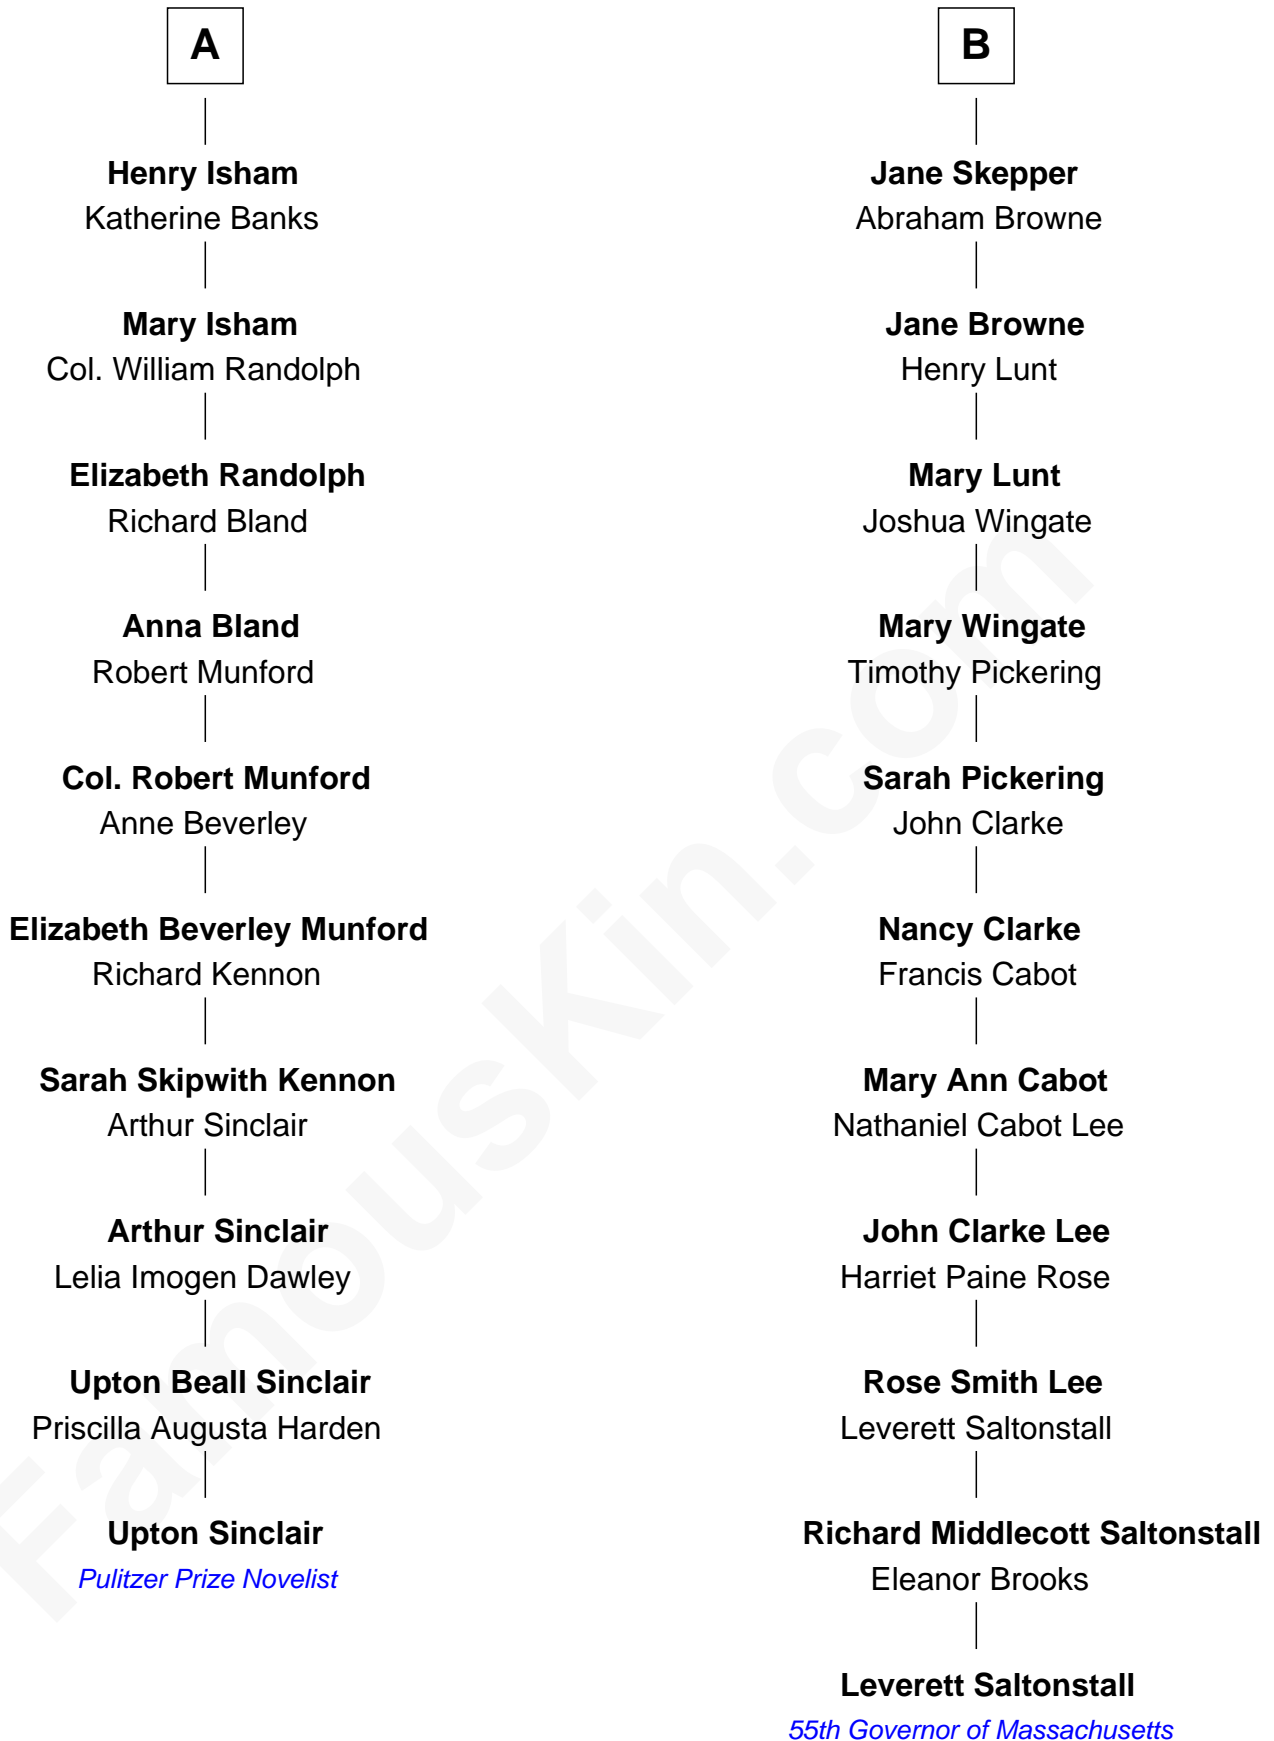 A
Henry Isham
Katherine Banks
Mary Isham
Col. William Randolph
Elizabeth Randolph
Richard Bland
Anna Bland
Robert Munford
Col. Robert Munford
Anne Beverley
Elizabeth Beverley Munford
Richard Kennon
Sarah Skipwith Kennon
Arthur Sinclair
Arthur Sinclair
Lelia Imogen Dawley
Upton Beall Sinclair
Priscilla Augusta Harden
Upton Sinclair
Pulitzer Prize Novelist
B
Jane Skepper
Abraham Browne
Jane Browne
Henry Lunt
Mary Lunt
Joshua Wingate
Mary Wingate
Timothy Pickering
Sarah Pickering
John Clarke
Nancy Clarke
Francis Cabot
Mary Ann Cabot
Nathaniel Cabot Lee
John Clarke Lee
Harriet Paine Rose
Rose Smith Lee
Leverett Saltonstall
Richard Middlecott Saltonstall
Eleanor Brooks
Leverett Saltonstall
55th Governor of Massachusetts
FamousKin.com